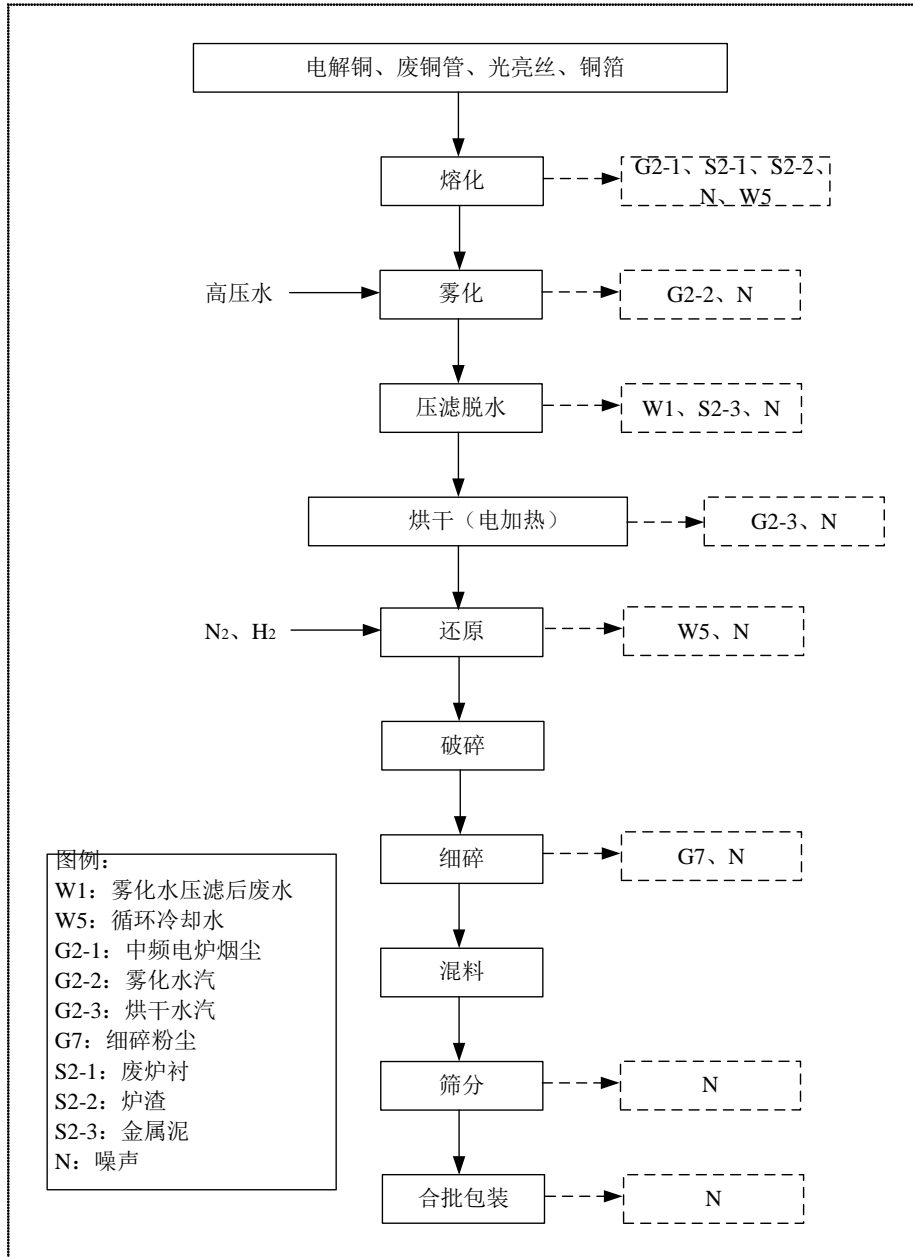 电解铜、废铜管、光亮丝、铜箔
熔化
G2-1、S2-1、S2-2、
N、W5
高压水
雾化
G2-2、N
压滤脱水
W1、S2-3、N
烘干（电加热）
G2-3、N
N2、H2
还原
W5、N
破碎
细碎
G7、N
混料
筛分
N
合批包装
N
图例：
W1：雾化水压滤后废水
W5：循环冷却水
G2-1：中频电炉烟尘
G2-2：雾化水汽
G2-3：烘干水汽
G7：细碎粉尘
S2-1：废炉衬
S2-2：炉渣
S2-3：金属泥
N：噪声